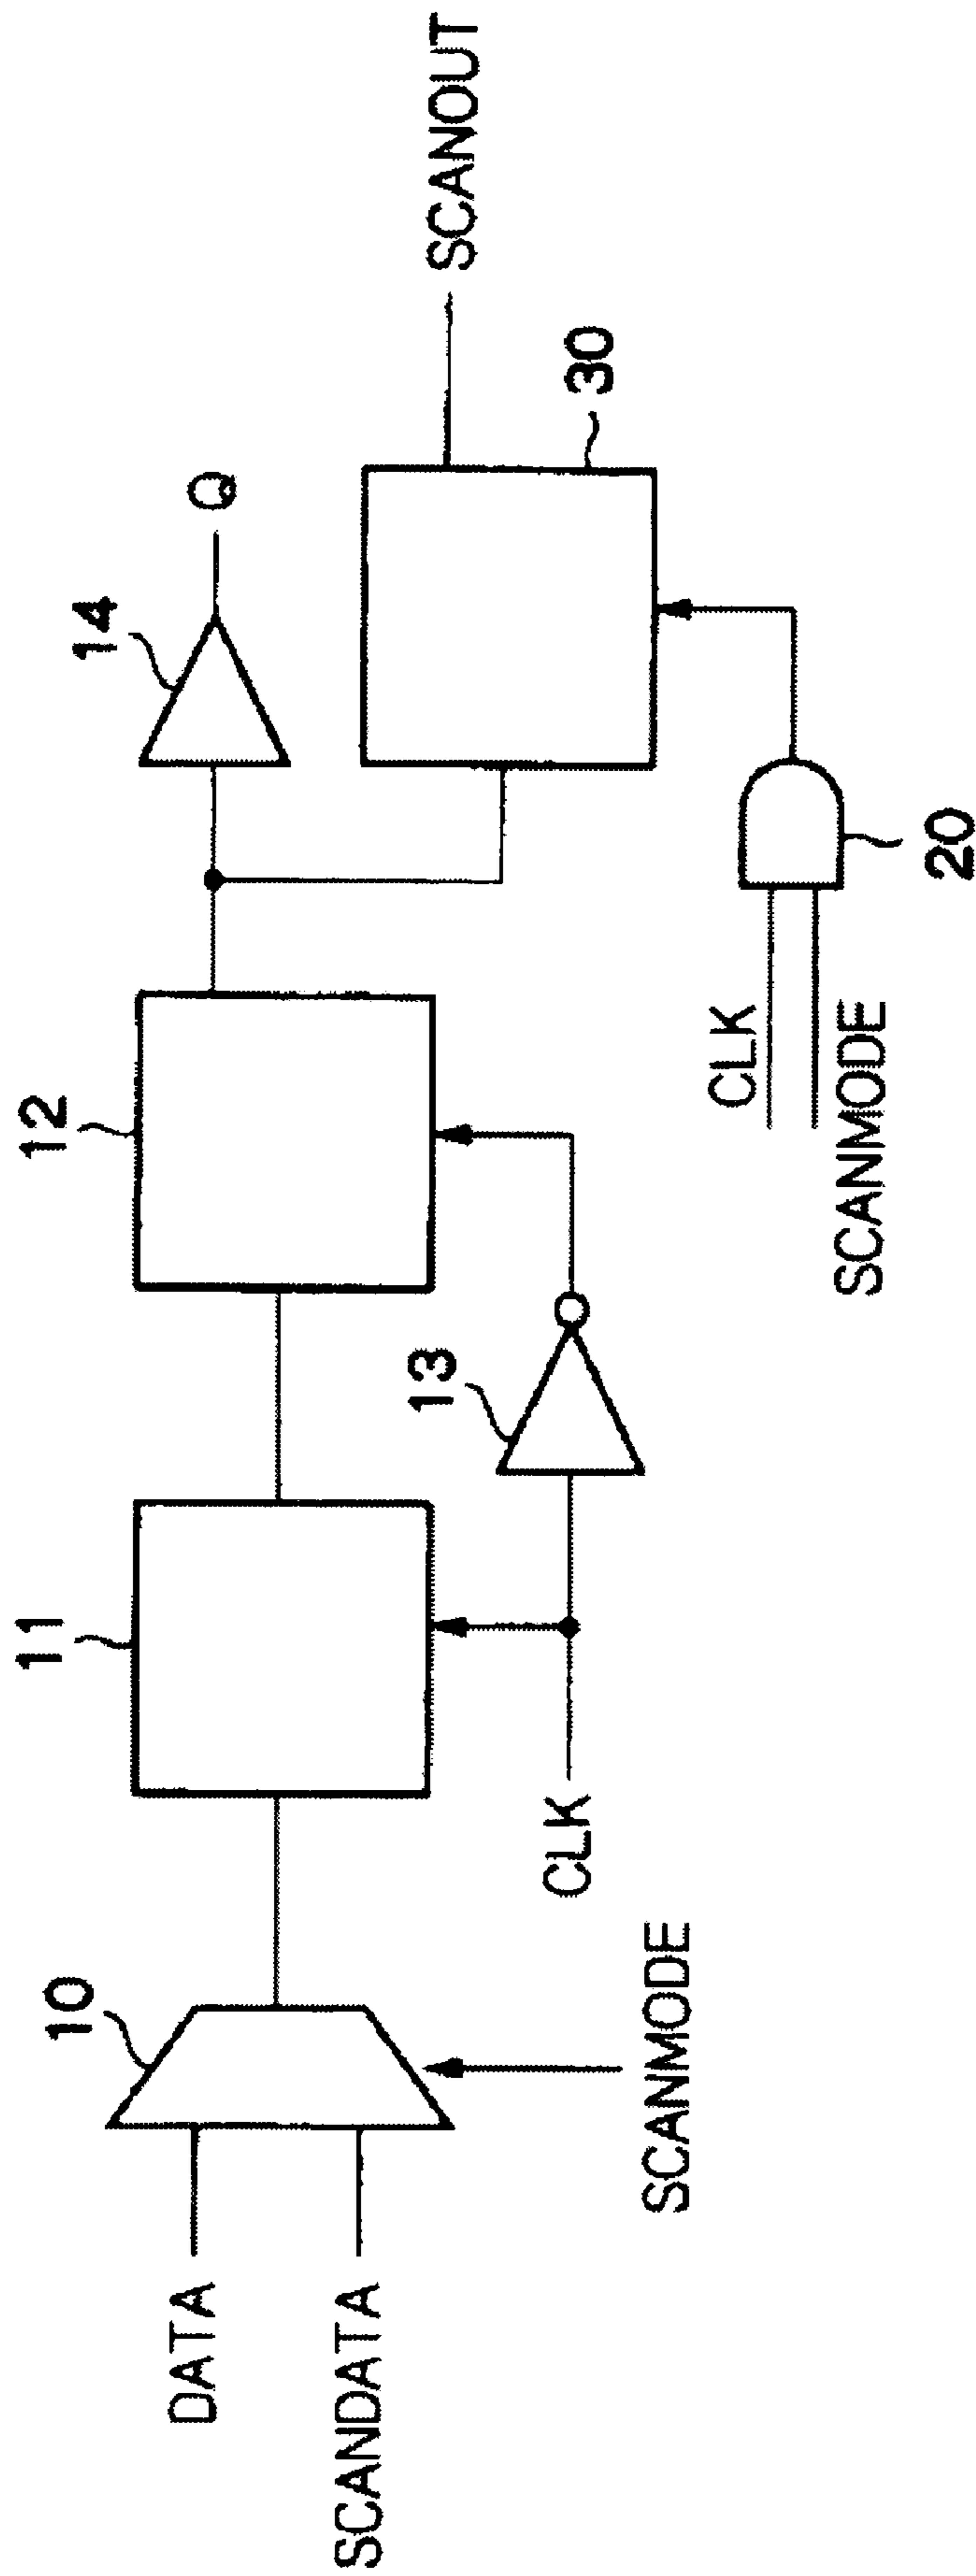 14
Q
SCANOUT
12
30
11
13
10
CLK
20
DATA
CLK
SCANMODE
SCANDATA
SCANMODE